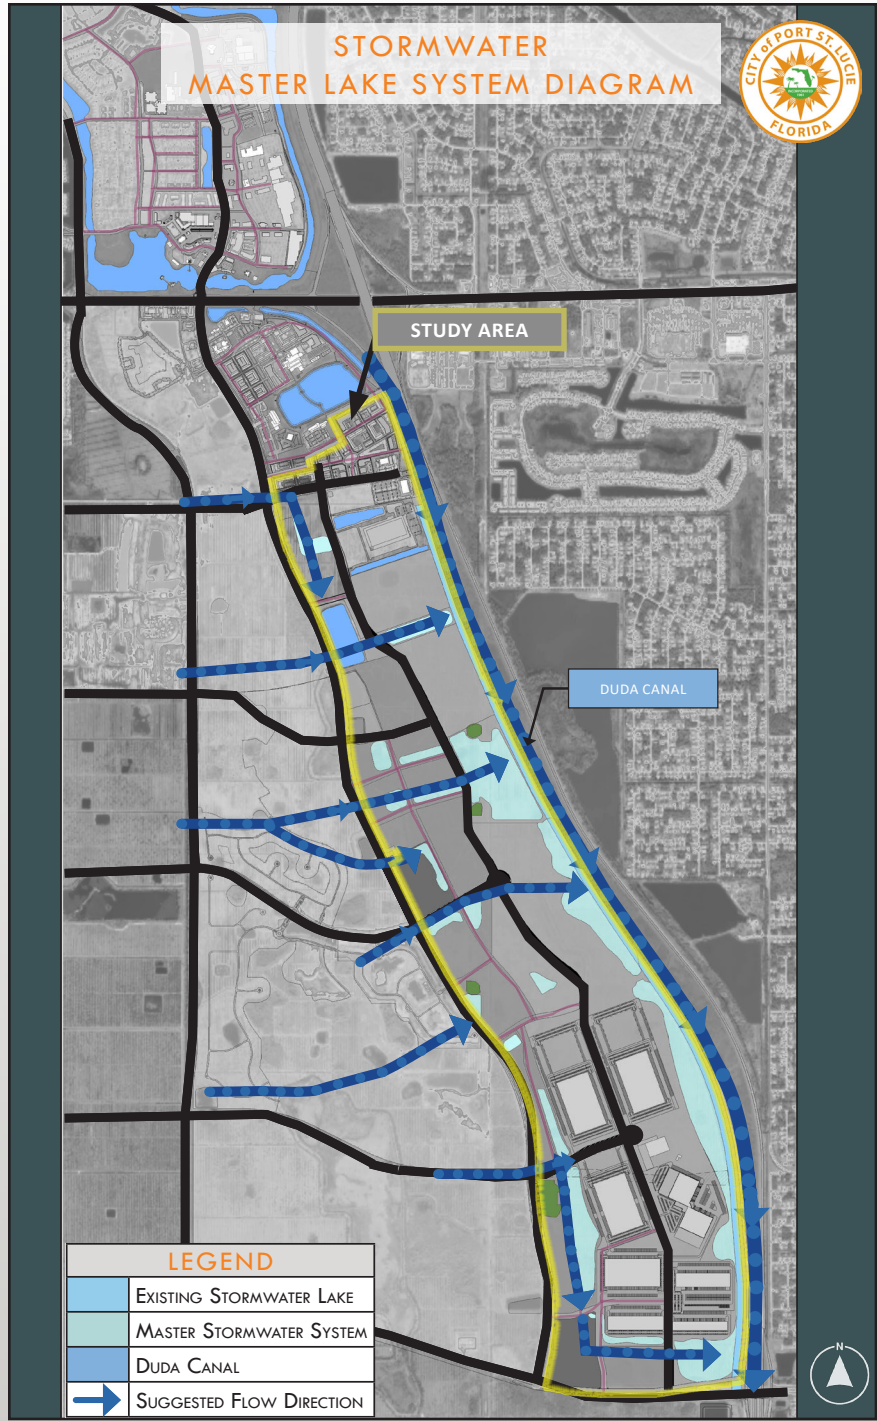 STORMWATER
MASTER LAKE SYSTEM DIAGRAM
CITY of PORT ST. LUCIE
FLORIDA
STUDY AREA
DUDA CANAL
LEGEND
EXISTING STORMWATER LAKE
MASTER STORMWATER SYSTEM
DUDA CANAL
SUGGESTED FLOW DIRECTION
N